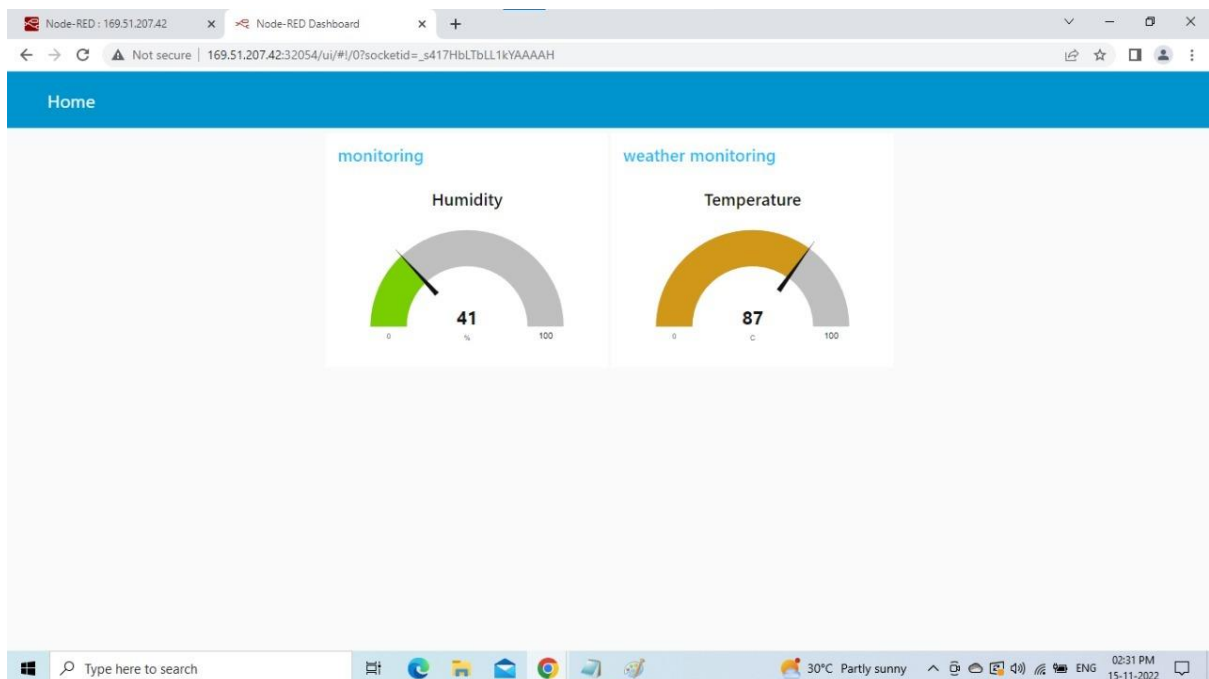 Node-RED : 169.51.207.42
Node-RED Dashboard
Not secure | 169.51.207.42:32054/ui/#!/0?socketid=_s417HbLTbLL1kYAAAAH
Home
monitoring
Humidity
41
%
0
100
weather monitoring
Temperature
87
C
0
100
Type here to search
30°C Partly sunny
ENG
02:31 PM
15-11-2022